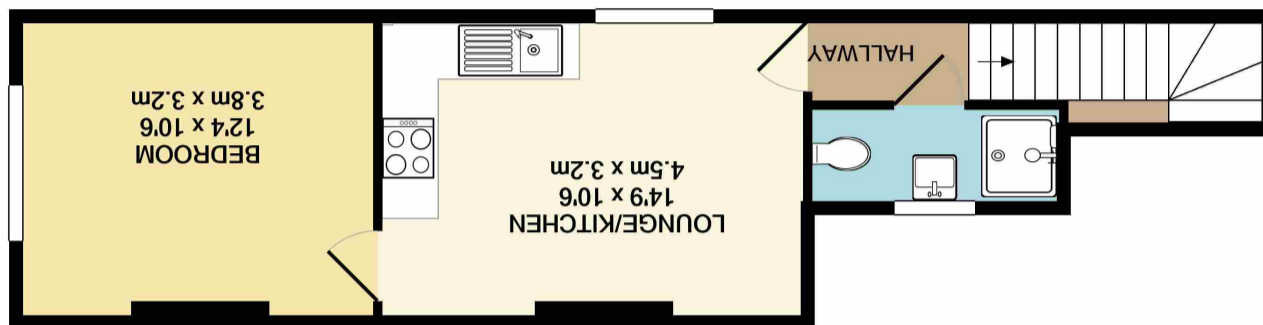 BEDROOM
12'4 x 10'6
3.8m x 3.2m
LOUNGE/KITCHEN
14'9 x 10'6
4.5m x 3.2m
HALLWAY